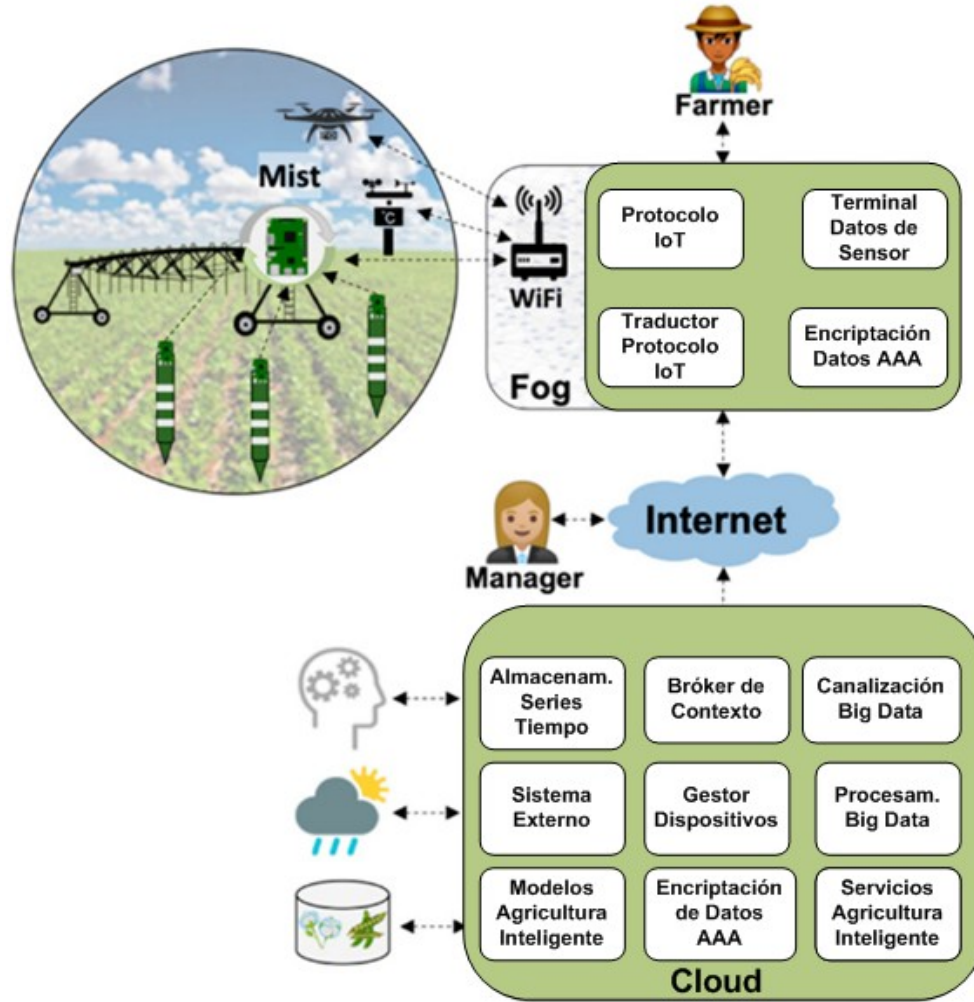 Farmer
Mist
°C
WiFi
Fog
Protocolo
IoT
Terminal
Datos de
Sensor
Traductor
Protocolo
IoT
Encriptación
Datos AAA
Internet
Manager
Almacenam.
Series
Tiempo
Bróker de
Contexto
Canalización
Big Data
Sistema
Externo
Gestor
Dispositivos
Procesam.
Big Data
Modelos
Agricultura
Inteligente
Encriptación
de Datos
AAA
Servicios
Agricultura
Inteligente
Cloud